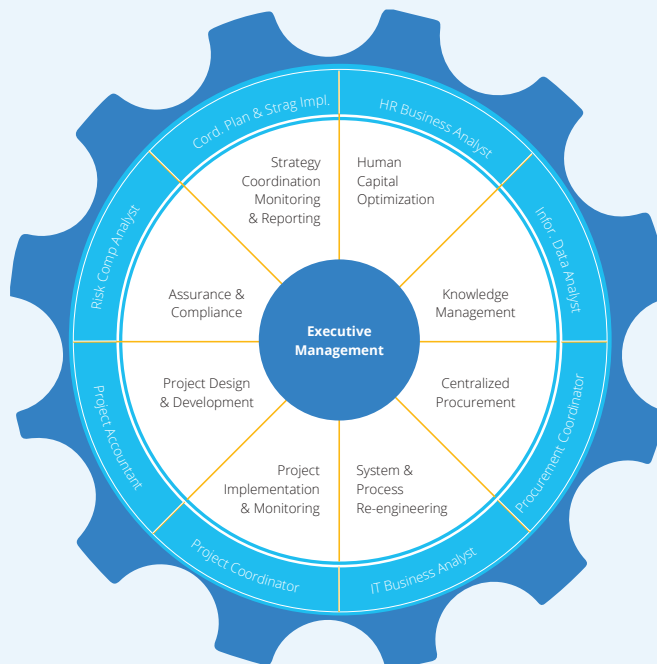 Cord. Plan & Strag Impl.
HR Business Analyst
Infor. Data Analyst
Procurement Coordinator
IT Business Analyst
Project Coordinator
Project Accountant
Risk Comp Analyst
Strategy
Coordination
Monitoring
& Reporting
Human
Capital
Optimization
Assurance &
Compliance
Knowledge
Management
Executive
Management
Project Design
& Development
Centralized
Procurement
Project
Implementation
& Monitoring
System &
Process
Re-engineering